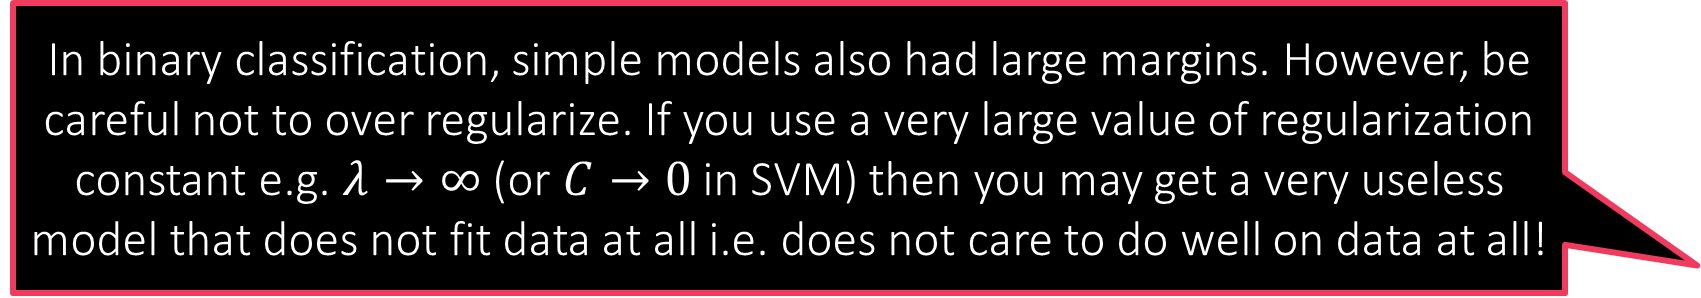 In binary classification, simple models also had large margins. However, be
careful not to over regularize. If you use a very large value of regularization
constant e.g. 𝜆 → ∞ (or 𝐶 → 0 in SVM) then you may get a very useless
model that does not fit data at all i.e. does not care to do well on data at all!